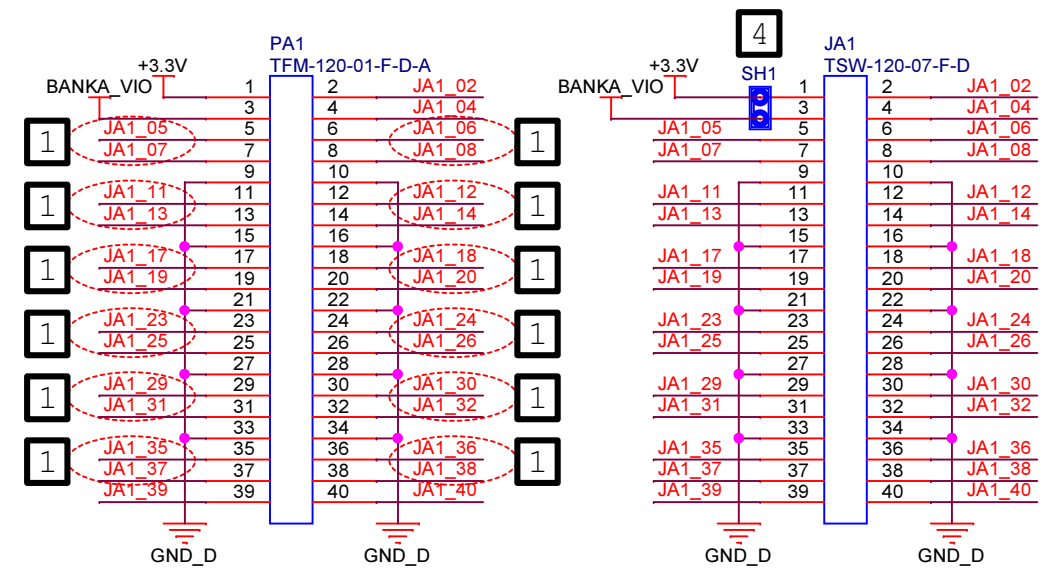 4
PA1
TFM-120-01-F-D-A
+3.3V
BANKA_VIO
1 2 JA1_02
3 4 JA1_04
1 JA1_05 5 6 JA1_06 1
JA1_07 7 8 JA1_08
9 10
1 JA1_11 11 12 JA1_12 1
JA1_13 13 14 JA1_14
15 16
1 JA1_17 17 18 JA1_18 1
JA1_19 19 20 JA1_20
21 22
1 JA1_23 23 24 JA1_24 1
JA1_25 25 26 JA1_26
27 28
1 JA1_29 29 30 JA1_30 1
JA1_31 31 32 JA1_32
33 34
1 JA1_35 35 36 JA1_36 1
JA1_37 37 38 JA1_38
JA1_39 39 40 JA1_40
GND_D GND_D
JA1
TSW-120-07-F-D
+3.3V
SH1
BANKA_VIO
1 2 JA1_02
3 4 JA1_04
JA1_05 5 6 JA1_06
JA1_07 7 8 JA1_08
9 10
JA1_11 11 12 JA1_12
JA1_13 13 14 JA1_14
15 16
JA1_17 17 18 JA1_18
JA1_19 19 20 JA1_20
21 22
JA1_23 23 24 JA1_24
JA1_25 25 26 JA1_26
27 28
JA1_29 29 30 JA1_30
JA1_31 31 32 JA1_32
33 34
JA1_35 35 36 JA1_36
JA1_37 37 38 JA1_38
JA1_39 39 40 JA1_40
GND_D GND_D